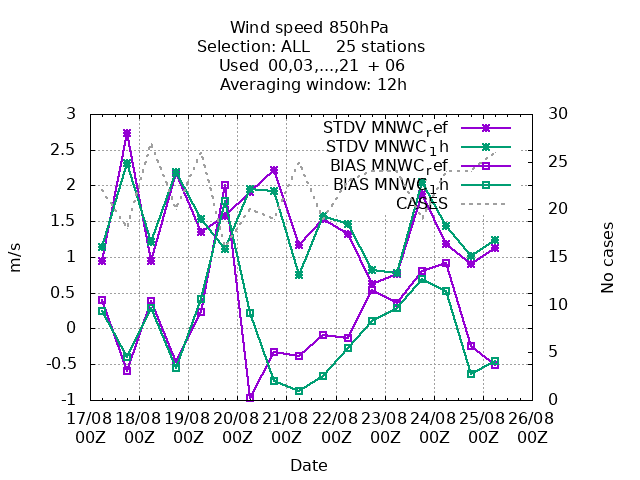 Wind speed 850hPa
Selection: ALL 25 stations
Used 00,03,...,21 + 06
Averaging window: 12h
STDV MNWC_ref
STDV MNWC_1h
BIAS MNWC_ref
BIAS MNWC_1h
CASES
m/s
3
2.5
2
1.5
1
0.5
0
-0.5
-1
No cases
30
25
20
15
10
5
0
17/08 18/08 19/08 20/08 21/08 22/08 23/08 24/08 25/08 26/08
00Z 00Z 00Z 00Z 00Z 00Z 00Z 00Z 00Z 00Z
Date